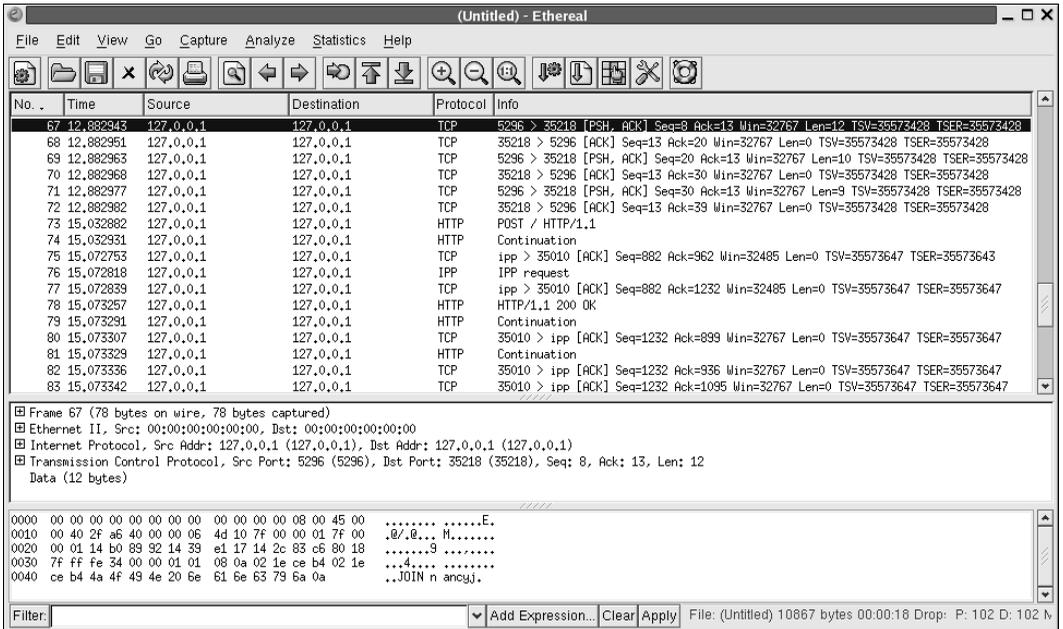 (Untitled) - Ethereal
File Edit View Go Capture Analyze Statistics Help
No. . Time Source Destination Protocol Info
67 12.882943 127.0.0.1 127.0.0.1 TCP 5296 > 35218 [PSH, ACK] Seq=8 Ack=13 Win=32767 Len=12 TSV=35573428 TSER=35573428
68 12.882951 127.0.0.1 127.0.0.1 TCP 35218 > 5296 [ACK] Seq=13 Ack=20 Win=32767 Len=0 TSV=35573428 TSER=35573428
69 12.882963 127.0.0.1 127.0.0.1 TCP 5296 > 35218 [PSH, ACK] Seq=20 Ack=13 Win=32767 Len=10 TSV=35573428 TSER=35573428
70 12.882968 127.0.0.1 127.0.0.1 TCP 35218 > 5296 [ACK] Seq=13 Ack=30 Win=32767 Len=0 TSV=35573428 TSER=35573428
71 12.882977 127.0.0.1 127.0.0.1 TCP 5296 > 35218 [PSH, ACK] Seq=30 Ack=13 Win=32767 Len=9 TSV=35573428 TSER=35573428
72 12.882982 127.0.0.1 127.0.0.1 TCP 35218 > 5296 [ACK] Seq=13 Ack=39 Win=32767 Len=0 TSV=35573428 TSER=35573428
73 15.032882 127.0.0.1 127.0.0.1 HTTP POST / HTTP/1.1
74 15.032931 127.0.0.1 127.0.0.1 HTTP Continuation
75 15.072753 127.0.0.1 127.0.0.1 TCP ipp > 35010 [ACK] Seq=882 Ack=962 Win=32485 Len=0 TSV=35573647 TSER=35573643
76 15.072818 127.0.0.1 127.0.0.1 IPP IPP request
77 15.072839 127.0.0.1 127.0.0.1 TCP ipp > 35010 [ACK] Seq=882 Ack=1232 Win=32485 Len=0 TSV=35573647 TSER=35573647
78 15.073257 127.0.0.1 127.0.0.1 HTTP HTTP/1.1 200 OK
79 15.073291 127.0.0.1 127.0.0.1 HTTP Continuation
80 15.073307 127.0.0.1 127.0.0.1 TCP 35010 > ipp [ACK] Seq=1232 Ack=899 Win=32767 Len=0 TSV=35573647 TSER=35573647
81 15.073329 127.0.0.1 127.0.0.1 HTTP Continuation
82 15.073336 127.0.0.1 127.0.0.1 TCP 35010 > ipp [ACK] Seq=1232 Ack=936 Win=32767 Len=0 TSV=35573647 TSER=35573647
83 15.073342 127.0.0.1 127.0.0.1 TCP 35010 > ipp [ACK] Seq=1232 Ack=1095 Win=32767 Len=0 TSV=35573647 TSER=35573647
Frame 67 (78 bytes on wire, 78 bytes captured)
Ethernet II, Src: 00:00:00:00:00:00, Dst: 00:00:00:00:00:00
Internet Protocol, Src Addr: 127.0.0.1 (127.0.0.1), Dst Addr: 127.0.0.1 (127.0.0.1)
Transmission Control Protocol, Src Port: 5296 (5296), Dst Port: 35218 (35218), Seq: 8, Ack: 13, Len: 12
Data (12 bytes)
0000 00 00 00 00 00 00 00 00 00 00 00 00 08 00 45 00 ........ ......E.
0010 00 40 2f a6 40 00 00 06 4d 10 7f 00 00 01 7f 00 .@/.@... M.......
0020 00 01 14 b0 89 92 14 39 e1 17 14 2c 83 c6 80 18 .......9 ...,....
0030 7f ff fe 34 00 00 01 01 08 0a 02 1e ce b4 02 1e ...4.... ........
0040 ce b4 4a 4f 49 4e 20 6e 61 6e 63 79 6a 0a ..JOIN n ancyj.
Filter: Add Expression... Clear Apply File: (Untitled) 10867 bytes 00:00:18 Drop: P: 102 D: 102 M